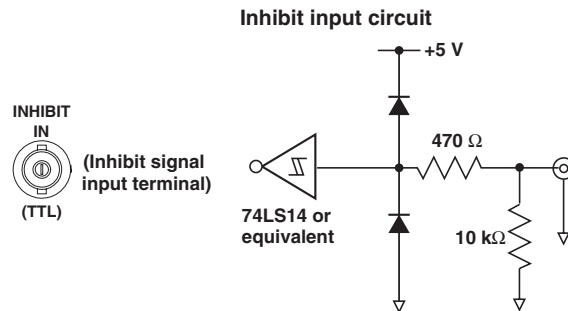 Inhibit input circuit
+5 V
INHIBIT
IN
(Inhibit signal
input terminal)
(TTL)
470 Ω
74LS14 or
equivalent
10 kΩ